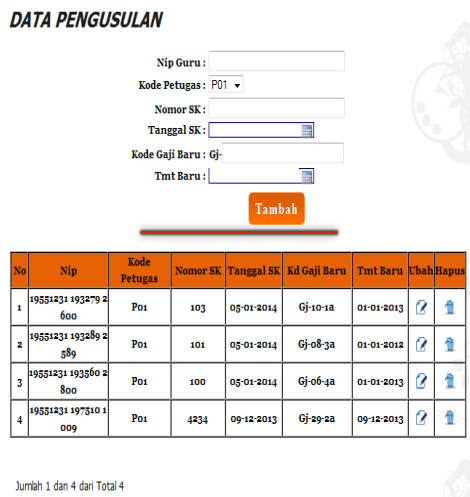 DATA PENGUSULAN
Nip Guru :
Kode Petugas : P01
Nomor SK :
Tanggal SK :
Kode Gaji Baru : Gj-
Tmt Baru :
Tambah
No Nip Kode Petugas Nomor SK Tanggal SK Kd Gaji Baru Tmt Baru Ubah Hapus
1 19551231 193279 2 600 P01 103 05-01-2014 Gj-10-1a 01-01-2013
2 19551231 193289 2 589 P01 101 05-01-2014 Gj-08-3a 01-01-2012
3 19551231 193560 2 800 P01 100 05-01-2014 Gj-06-4a 01-01-2013
4 19551231 197510 1 009 P01 4234 09-12-2013 Gj-29-2a 09-12-2013
Jumlah 1 dan 4 dari Total 4